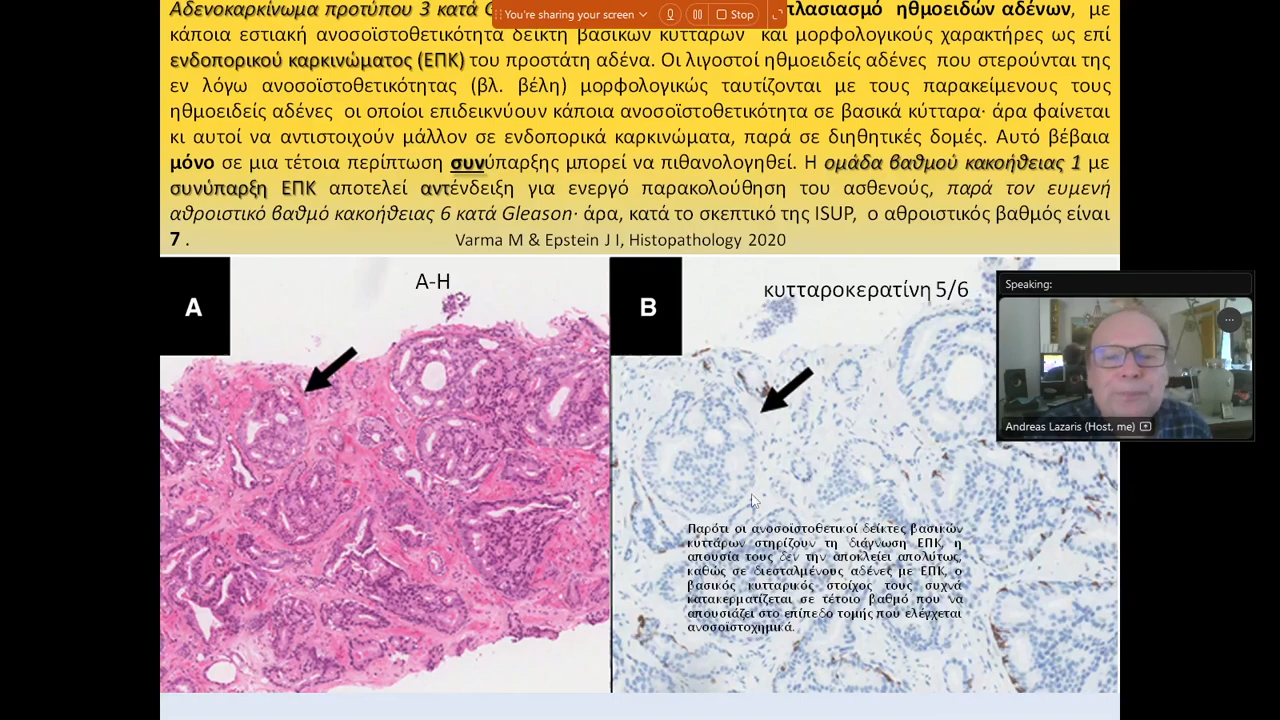 You're sharing your screen
Stop
Αδενοκαρκίνωμα προτύπου 3 κατά G
πλασιασμό ηθμοειδών αδένων, με
κάποια εστιακή ανοσοϊστοθετικότητα δείκτη βασικών κυττάρων και μορφολογικούς χαρακτήρες ως επί
ενδοπορικού καρκινώματος (ΕΠΚ) του προστάτη αδένα. Οι λιγοστοί ηθμοειδείς αδένες που στερούνται της
εν λόγω ανοσοϊστοθετικότητας (βλ. βέλη) μορφολογικώς ταυτίζονται με τους παρακείμενους τους
ηθμοειδείς αδένες οι οποίοι επιδεικνύουν κάποια ανοσοϊστοθετικότητα σε βασικά κύτταρα· άρα φαίνεται
κι αυτοί να αντιστοιχούν μάλλον σε ενδοπορικά καρκινώματα, παρά σε διηθητικές δομές. Αυτό βέβαια
μόνο σε μια τέτοια περίπτωση συνύπαρξης μπορεί να πιθανολογηθεί. Η ομάδα βαθμού κακοήθειας 1 με
συνύπαρξη ΕΠΚ αποτελεί αντένδειξη για ενεργό παρακολούθηση του ασθενούς, παρά τον ευμενή
αθροιστικό βαθμό κακοήθειας 6 κατά Gleason· άρα, κατά το σκεπτικό της ISUP, ο αθροιστικός βαθμός είναι
7 . Varma M & Epstein J I, Histopathology 2020
A
Α-Η
B
κυτταροκερατίνη 5/6
Speaking:
Andreas Lazaris (Host, me)
Παρότι οι ανοσοϊστοθετικοί δείκτες βασικών
κυττάρων στηρίζουν τη διάγνωση ΕΠΚ, η
απουσία τους δεν την αποκλείει απολύτως,
καθώς σε διεσταλμένους αδένες με ΕΠΚ, ο
βασικός κυτταρικός στοίχος τους συχνά
κατακερματίζεται σε τέτοιο βαθμό που να
απουσιάζει στο επίπεδο τομής που ελέγχεται
ανοσοϊστοχημικά.